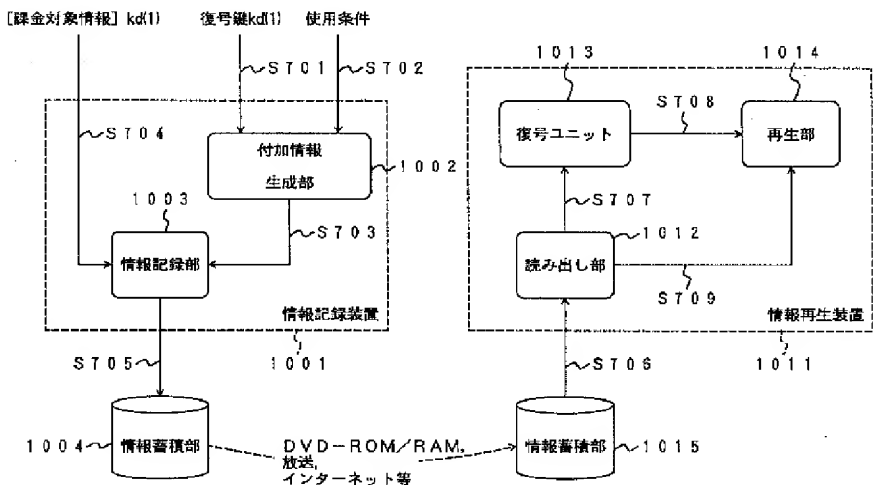 [課金対象情報] kd(1) 復号鍵kd(1) 使用条件
S701 S702
S704
付加情報
生成部
1002
1003
S703
情報記録部
情報記録装置
S705
1001
1004
情報蓄積部
DVD-ROM/RAM,
放送,
インターネット等
1013
1014
S708
復号ユニット
再生部
S707
1012
読み出し部
S709
情報再生装置
S706
1011
情報蓄積部
1015